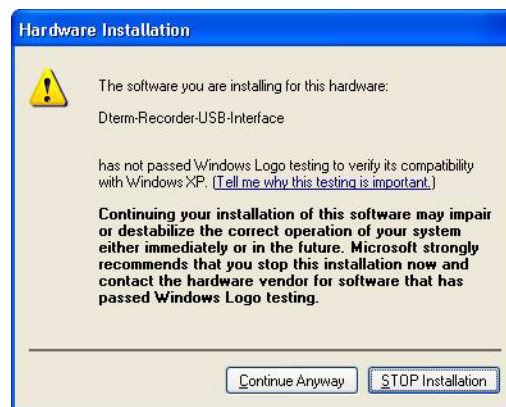 Hardware Installation
The software you are installing for this hardware:
Dterm-Recorder-USB-Interface
has not passed Windows Logo testing to verify its compatibility
with Windows XP. (Tell me why this testing is important.)
Continuing your installation of this software may impair
or destabilize the correct operation of your system
either immediately or in the future. Microsoft strongly
recommends that you stop this installation now and
contact the hardware vendor for software that has
passed Windows Logo testing.
Continue Anyway
STOP Installation